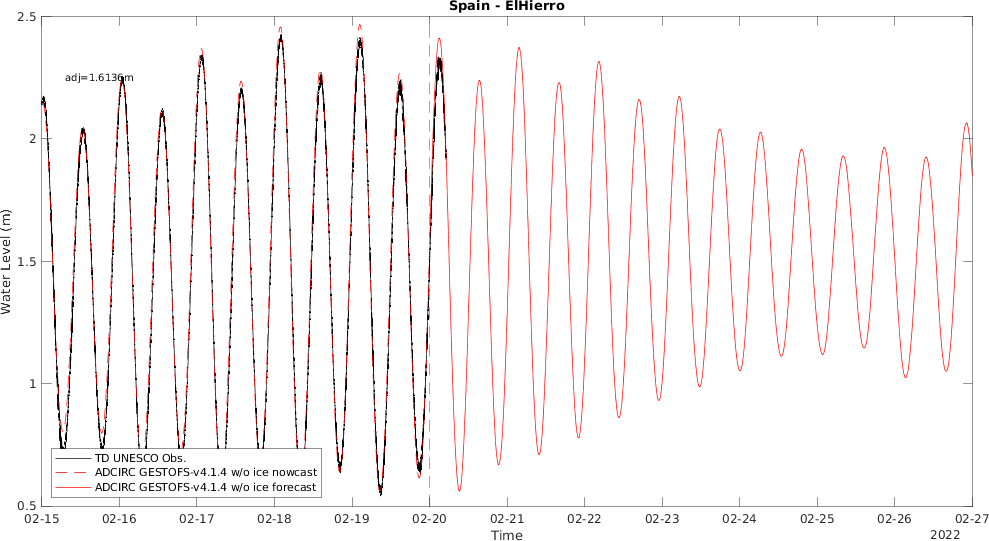 Spain - ElHierro
2.5
adj=1.6136m
2
1.5
1
0.5
Water Level (m)
TD UNESCO Obs.
ADCIRC GESTOFS-v4.1.4 w/o ice nowcast
ADCIRC GESTOFS-v4.1.4 w/o ice forecast
02-15 02-16 02-17 02-18 02-19 02-20 02-21 02-22 02-23 02-24 02-25 02-26 02-27
Time
2022